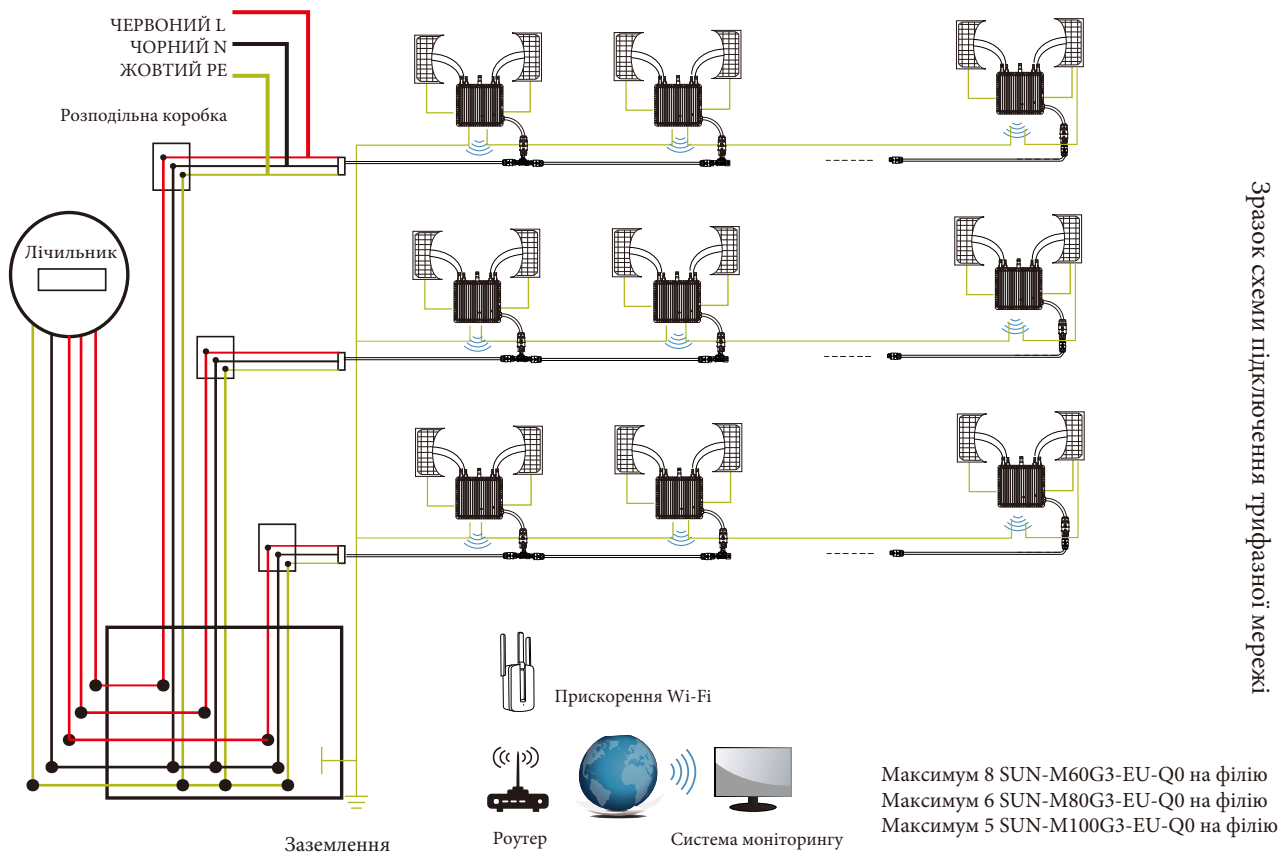 ЧЕРВОНИЙ L
ЧОРНИЙ N
ЖОВТИЙ PE
Розподільна коробка
Лічильник
Зразок схеми підключення трифазної мережі
Прискорення Wi-Fi
Максимум 8 SUN-M60G3-EU-Q0 на філію
Максимум 6 SUN-M80G3-EU-Q0 на філію
Максимум 5 SUN-M100G3-EU-Q0 на філію
Заземлення
Роутер
Система моніторингу